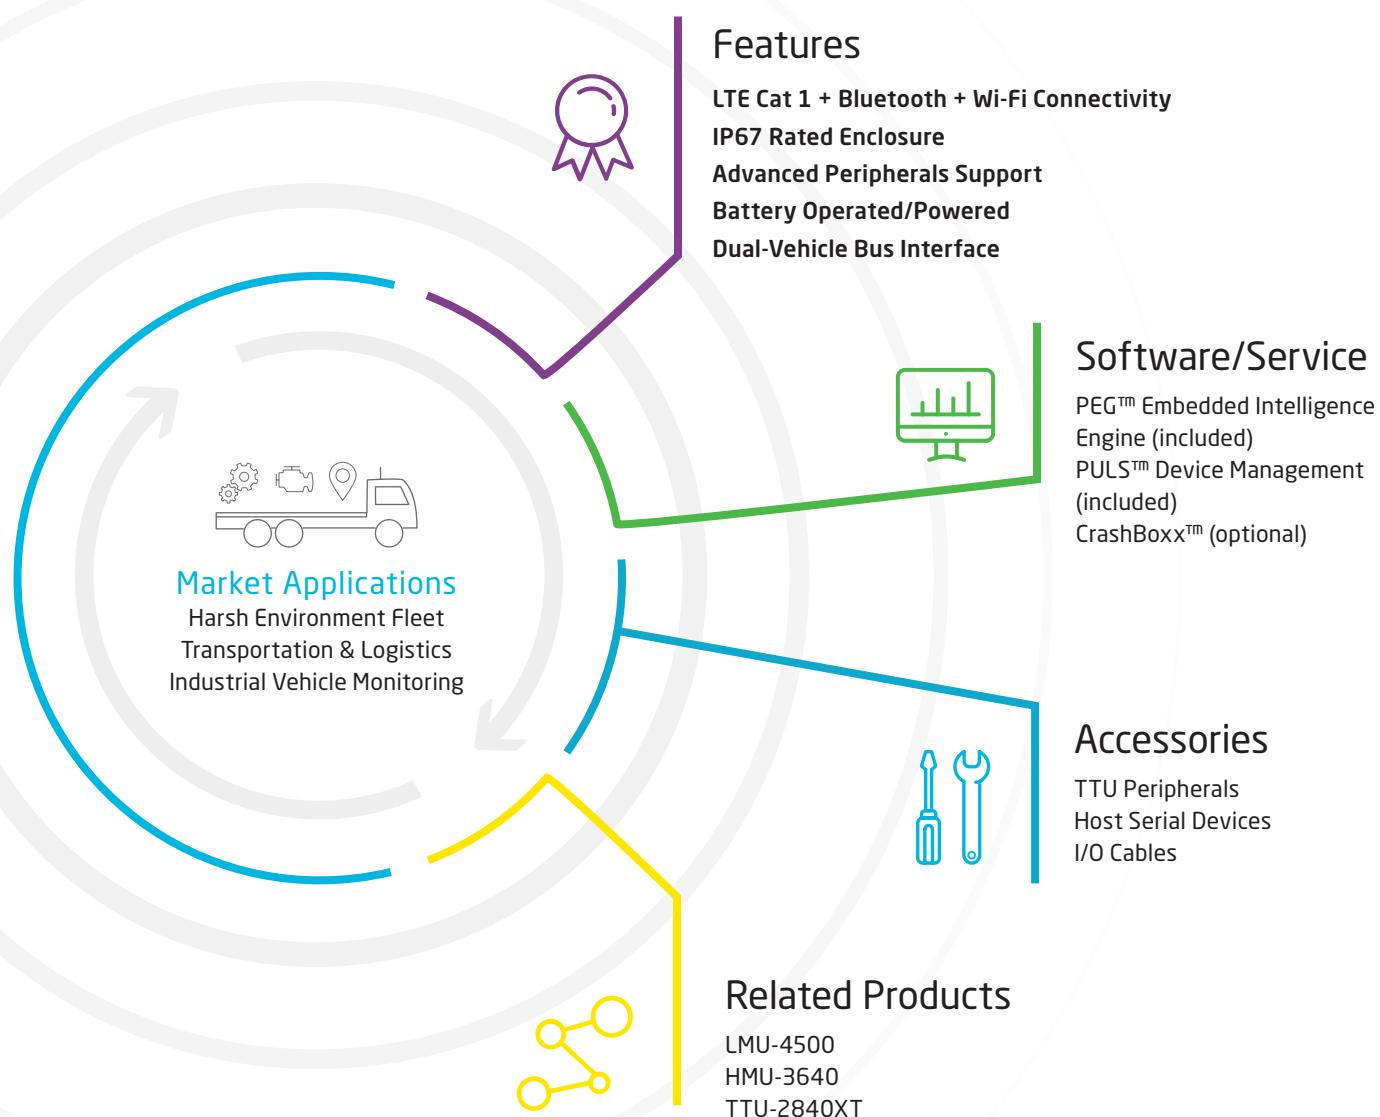 Features
LTE Cat 1 + Bluetooth + Wi-Fi Connectivity
IP67 Rated Enclosure
Advanced Peripherals Support
Battery Operated/Powered
Dual-Vehicle Bus Interface
Software/Service
PEG™ Embedded Intelligence
Engine (included)
PULS™ Device Management
(included)
CrashBoxx™ (optional)
Market Applications
Harsh Environment Fleet
Transportation & Logistics
Industrial Vehicle Monitoring
Accessories
TTU Peripherals
Host Serial Devices
I/O Cables
Related Products
LMU-4500
HMU-3640
TTU-2840XT